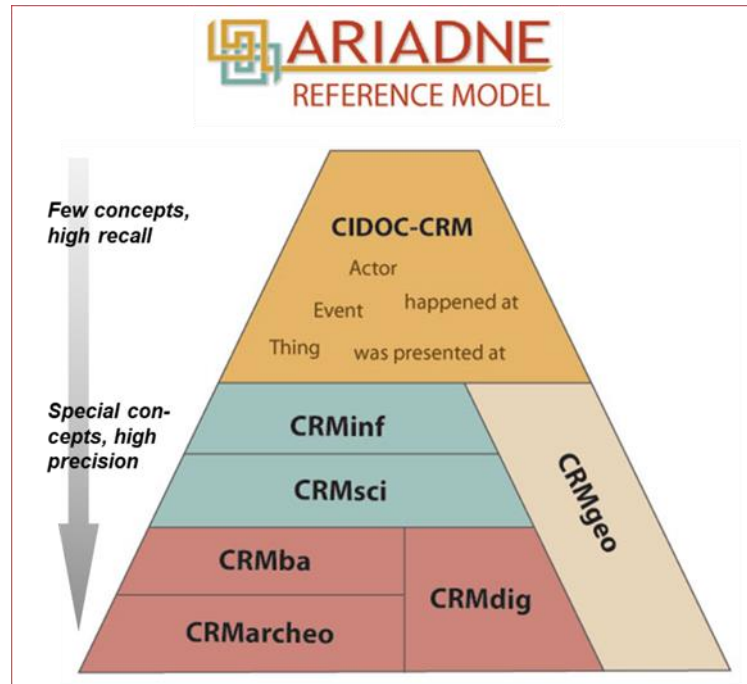 ARIADNE
REFERENCE MODEL
Few concepts,
high recall
CIDOC-CRM
Actor
happened at
Event
Thing
was presented at
Special con-
cepts, high
precision
CRMinf
CRMsci
CRMgeo
CRMba
CRMdig
CRMarcheo